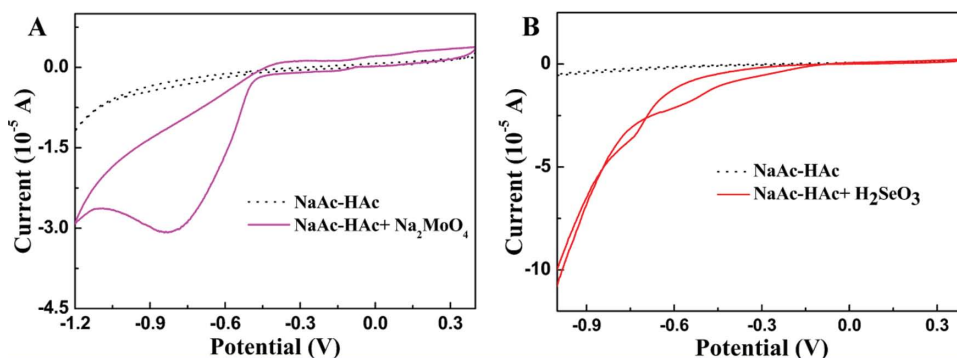 A
Current (10⁻⁵ A)
0.0
-1.5
-3.0
-4.5
NaAc-HAc
NaAc-HAc+ Na₂MoO₄
-1.2 -0.9 -0.6 -0.3 0.0 0.3
Potential (V)
B
Current (10⁻⁵ A)
0
-5
-10
NaAc-HAc
NaAc-HAc+ H₂SeO₃
-0.9 -0.6 -0.3 0.0 0.3
Potential (V)